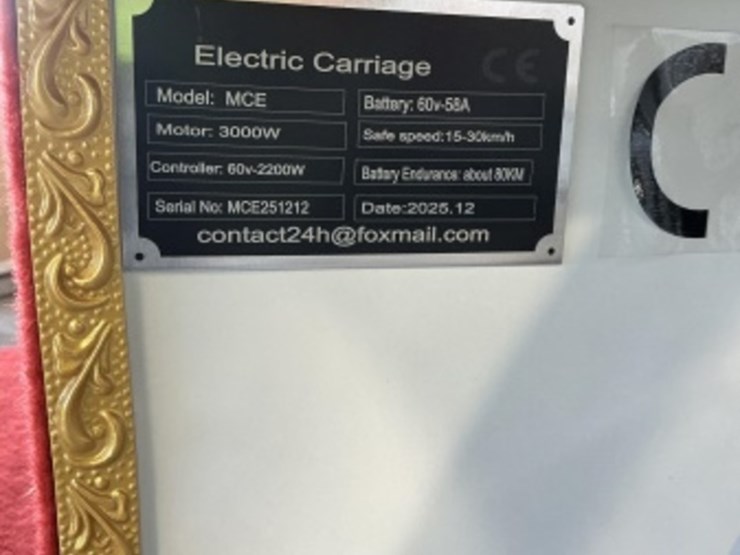 Electric Carriage CE
Model: MCE
Battery: 60v-58A
Motor: 3000W
Safe speed:15-30km/h
Controller: 60v-2200W
Battery Endurance: about 80KM
Serial No: MCE251212
Date:2025.12
contact24h@foxmail.com
C